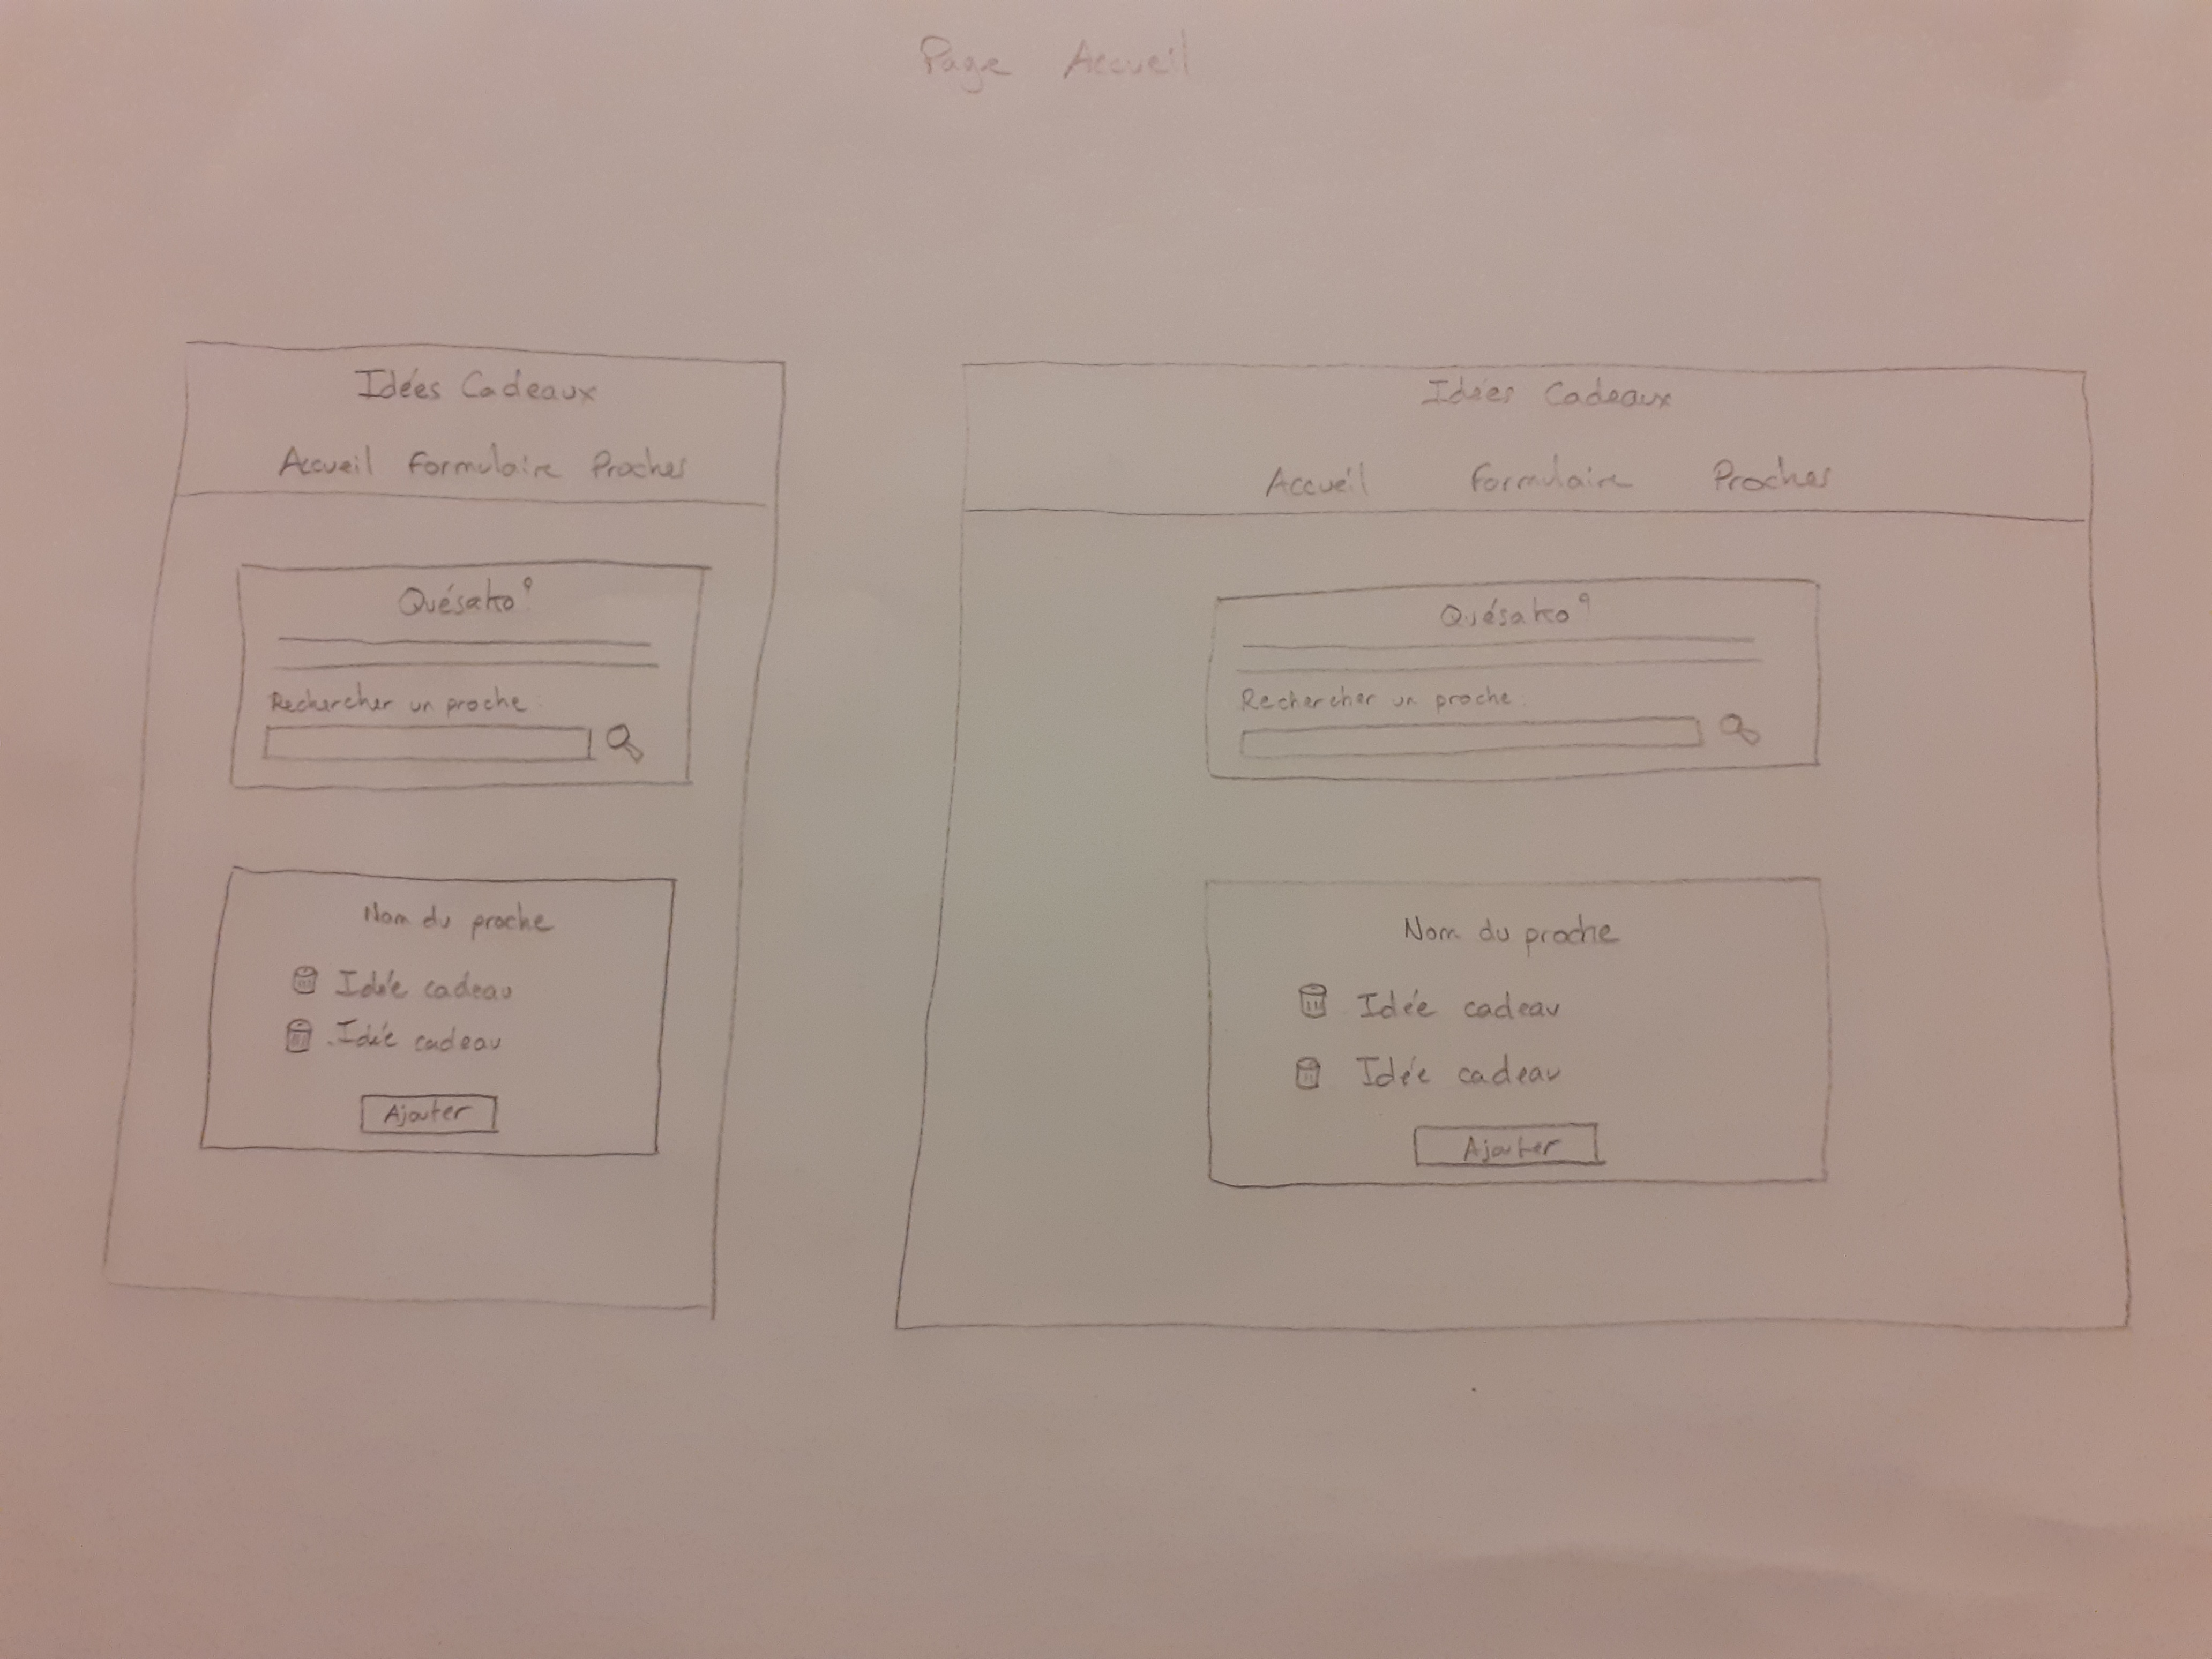 Page Accueil
Idées Cadeaux
Accueil Formulaire Proches
Quésako?
Rechercher un proche :
Nom du proche
Idée cadeau
Idée cadeau
Ajouter
Idées Cadeaux
Accueil Formulaire Proches
Quésako?
Rechercher un proche :
Nom du proche
Idée cadeau
Idée cadeau
Ajouter